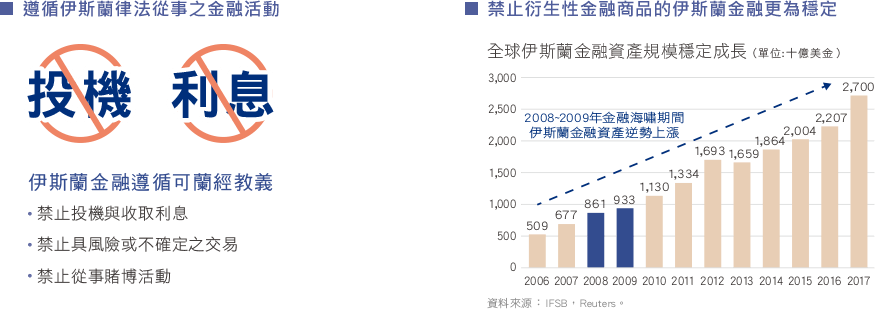 遵循伊斯蘭律法從事之金融活動
投機
利息
伊斯蘭金融遵循可蘭經教義
•禁止投機與收取利息
•禁止具風險或不確定之交易
•禁止從事賭博活動
禁止衍生性金融商品的伊斯蘭金融更為穩定
全球伊斯蘭金融資產規模穩定成長（單位:十億美金）
3,000
2,500
2,000
1,500
1,000
500
0
2008~2009年金融海嘯期間
伊斯蘭金融資產逆勢上漲
509
677
861
933
1,130
1,334
1,693
1,659
1,864
2,004
2,207
2,700
2006 2007 2008 2009 2010 2011 2012 2013 2014 2015 2016 2017
資料來源：IFSB，Reuters。